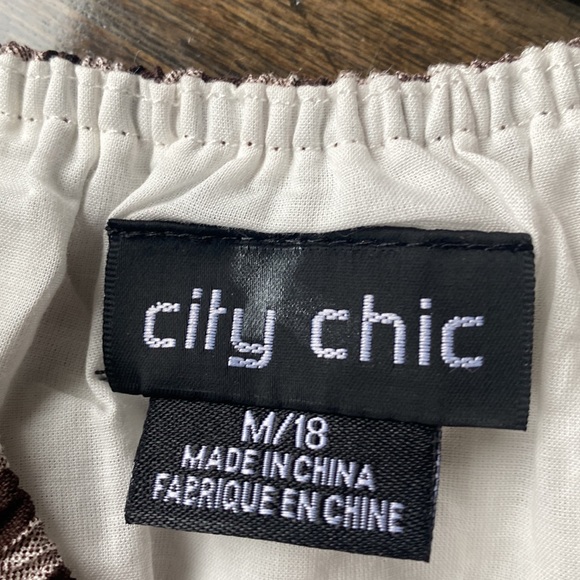 city chic
M/18
MADE IN CHINA
FABRIQUE EN CHINE